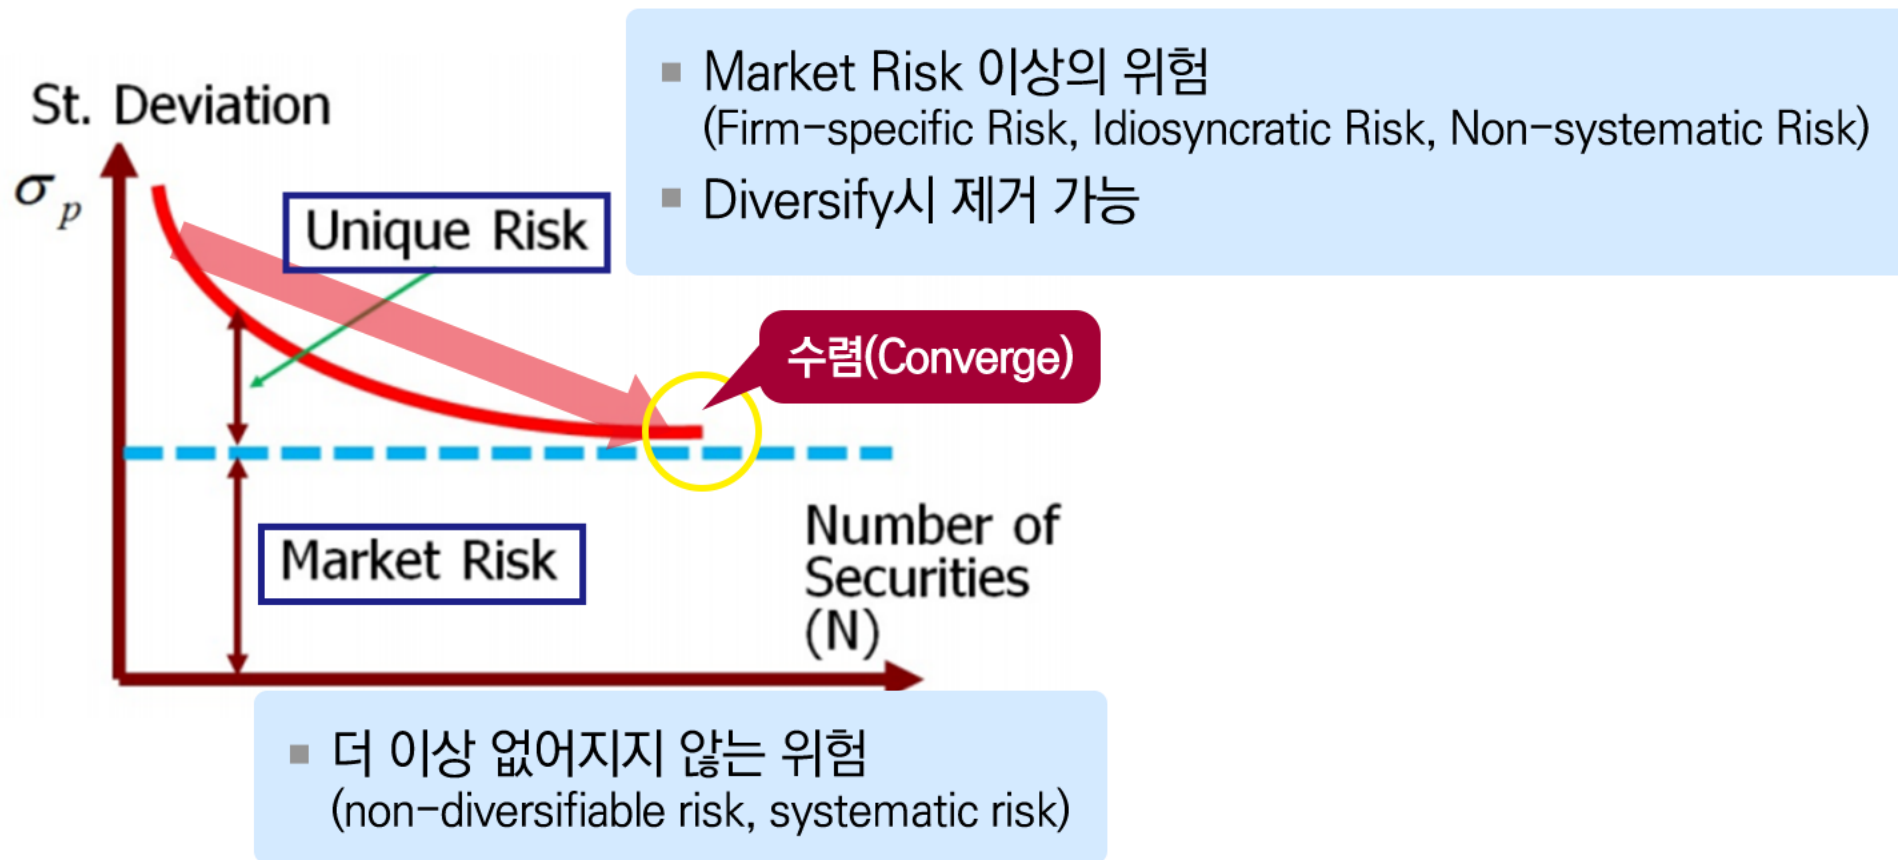 St. Deviation
σ p
Unique Risk
Market Risk 이상의 위험
(Firm-specific Risk, Idiosyncratic Risk, Non-systematic Risk)
Diversify시 제거 가능
수렴(Converge)
Market Risk
Number of
Securities
(N)
더 이상 없어지지 않는 위험
(non-diversifiable risk, systematic risk)